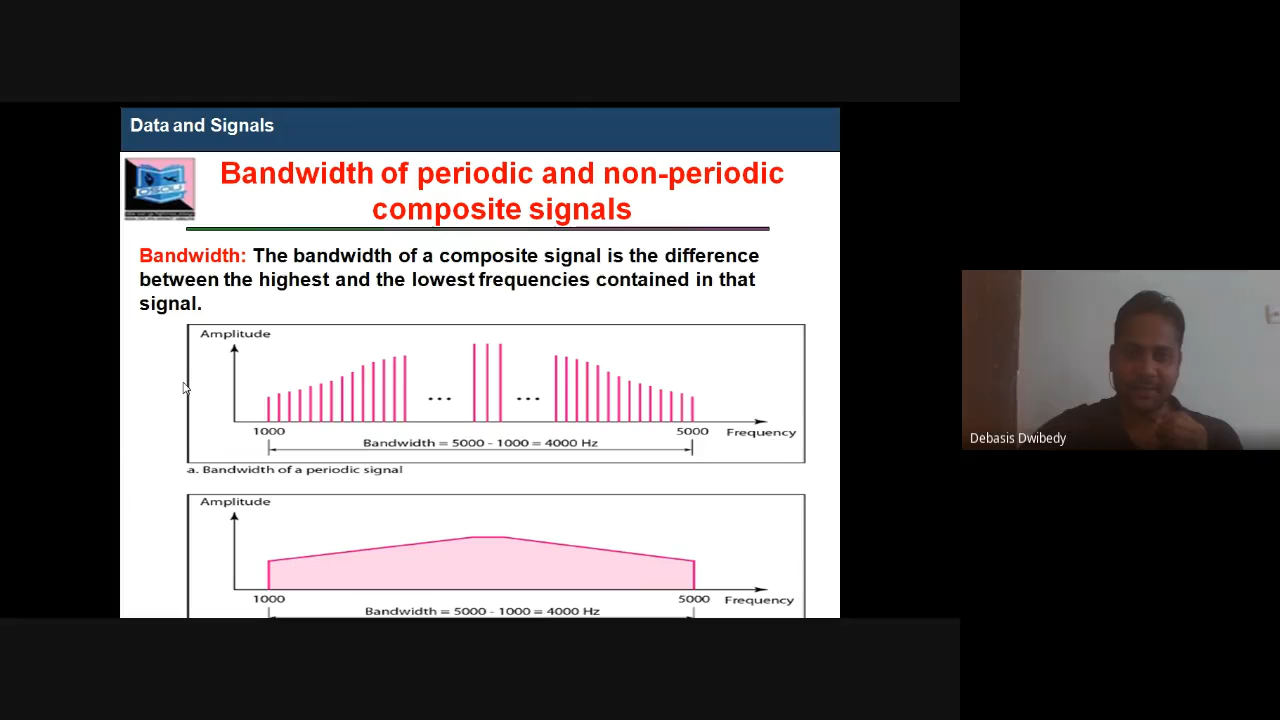 Data and Signals
Bandwidth of periodic and non-periodic
composite signals
Bandwidth: The bandwidth of a composite signal is the difference
between the highest and the lowest frequencies contained in that
signal.
Amplitude
1000
5000
Frequency
Bandwidth = 5000 - 1000 = 4000 Hz
a. Bandwidth of a periodic signal
Amplitude
1000
5000
Frequency
Bandwidth = 5000 - 1000 = 4000 Hz
Debasis Dwibedy